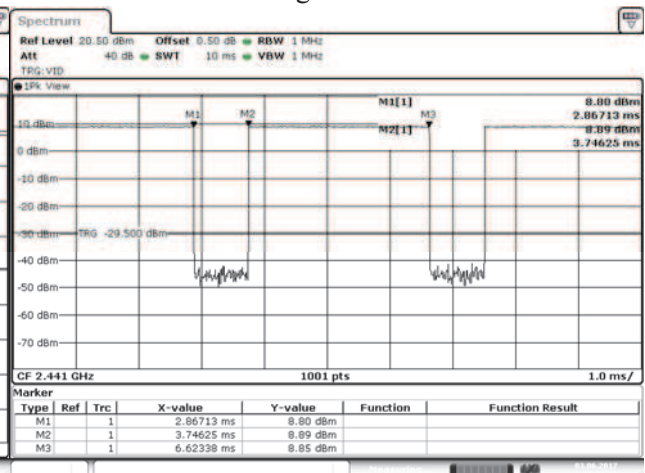 Spectrum
Ref Level 20.50 dBm Offset 0.50 dB RBW 1 MHz
Att 40 dB SWT 10 ms VBW 1 MHz
TRG:VID
1Pk View
M1[1] 8.80 dBm
M1 M2 M3 2.86713 ms
10 dBm M2[1] 8.89 dBm
3.74625 ms
0 dBm
-10 dBm
-20 dBm
-30 dBm TRG -29.500 dBm
-40 dBm
-50 dBm
-60 dBm
-70 dBm
CF 2.441 GHz 1001 pts 1.0 ms/
Marker
Type Ref Trc X-value Y-value Function Function Result
M1 1 2.86713 ms 8.80 dBm
M2 1 3.74625 ms 8.89 dBm
M3 1 6.62338 ms 8.85 dBm